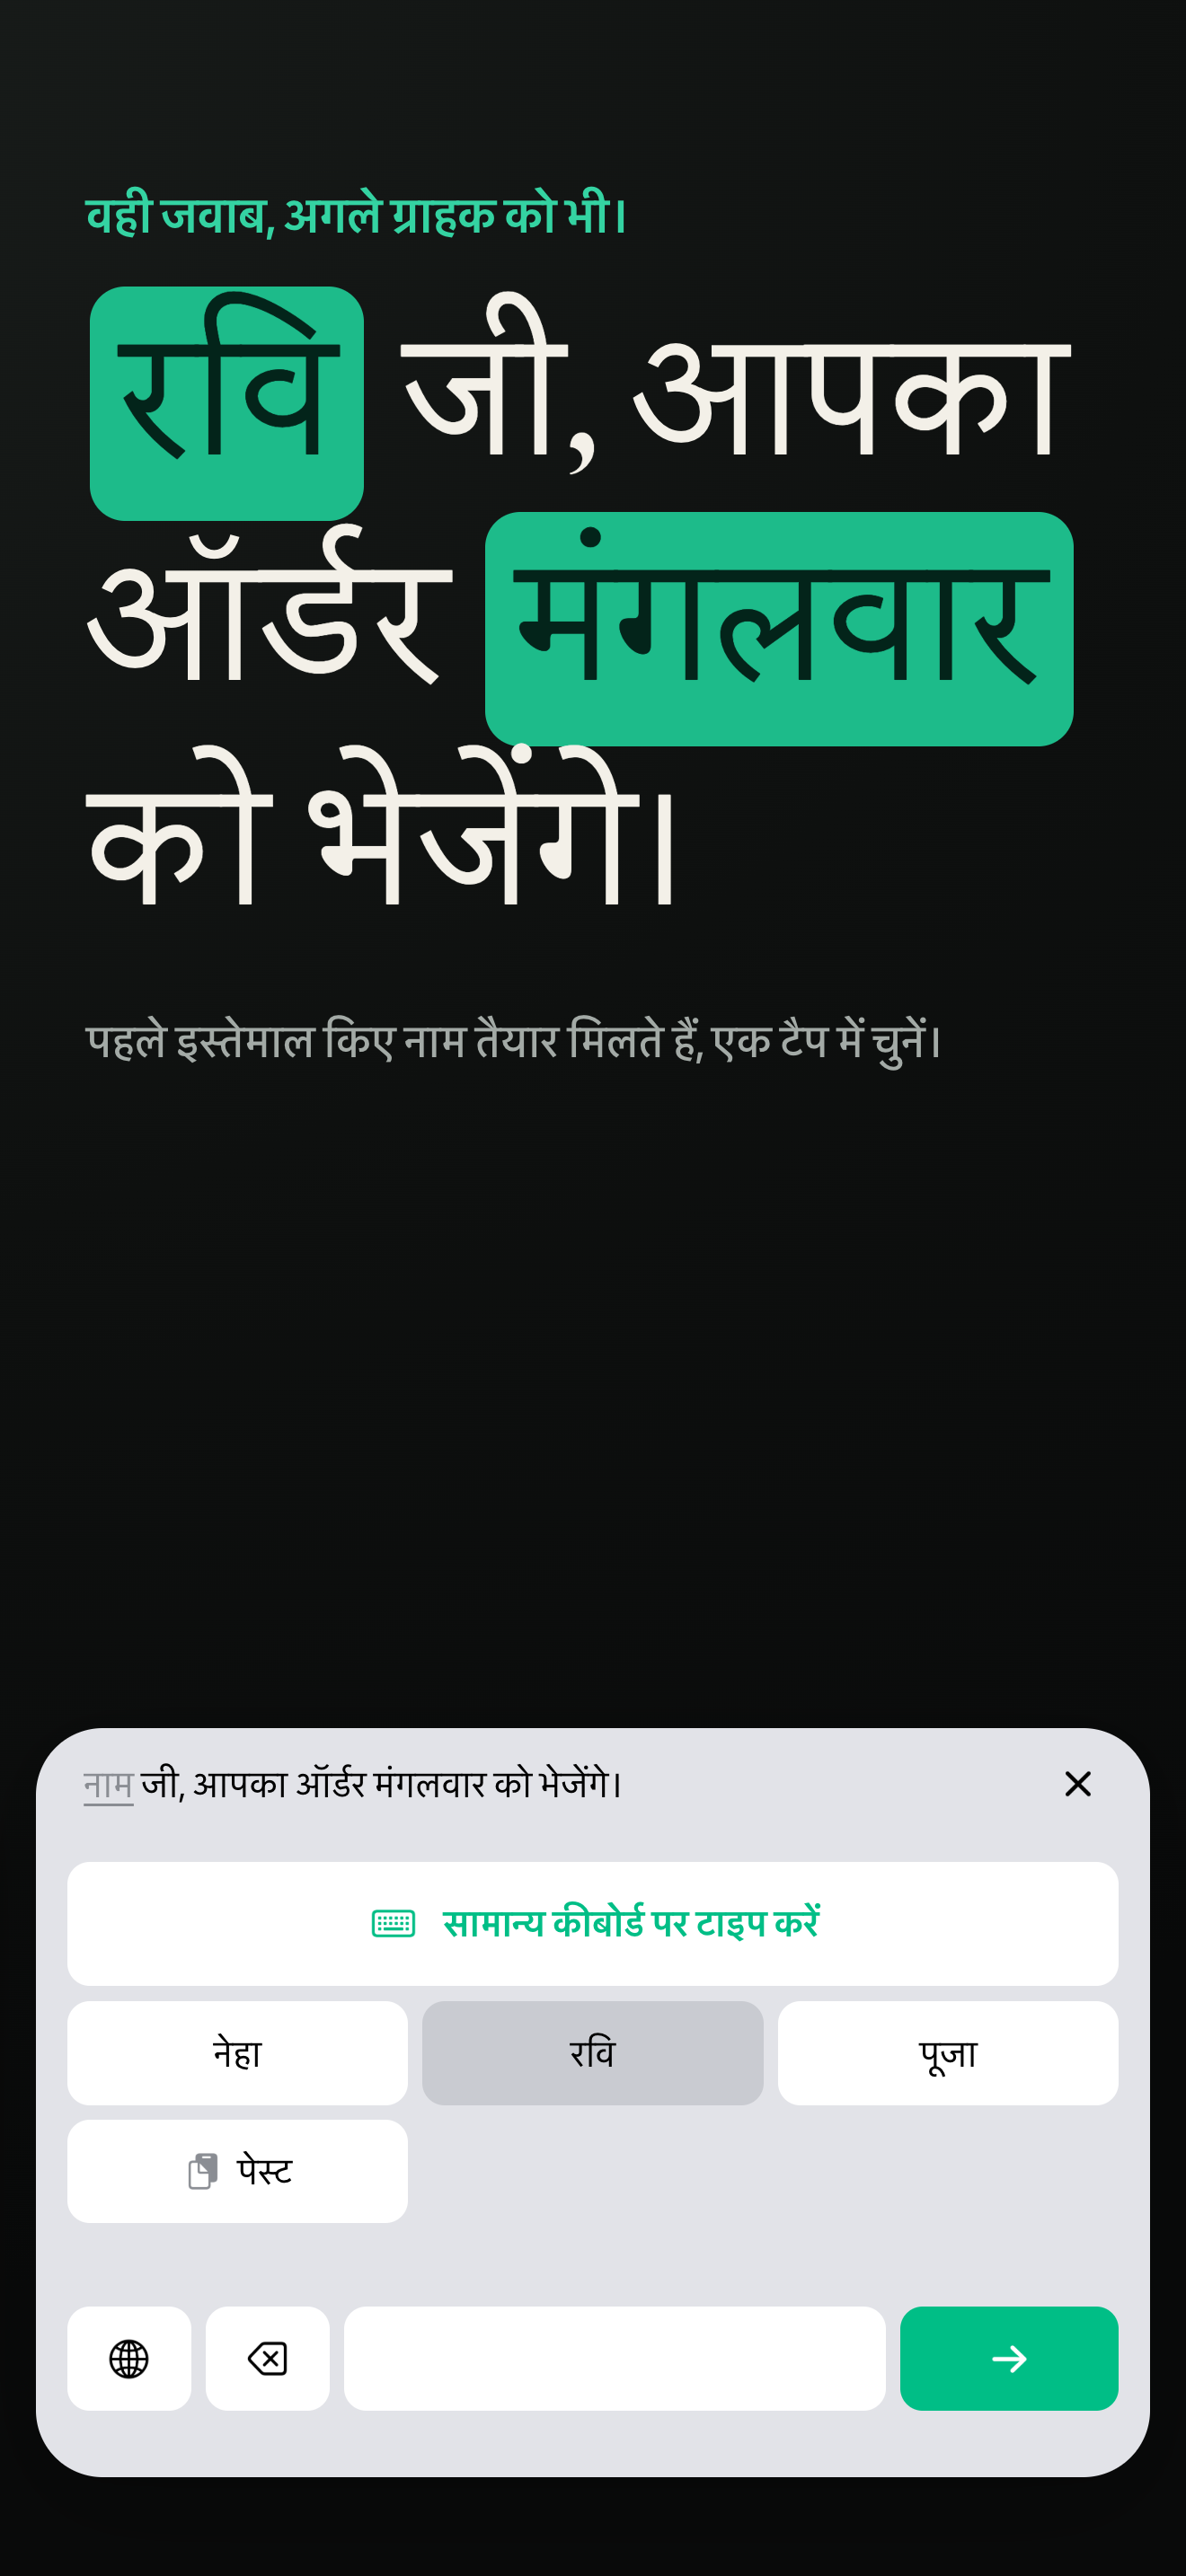 वही जवाब, अगले ग्राहक को भी।
रवि जी, आपका
ऑर्डर मंगलवार
को भेजेंगे।
पहले इस्तेमाल किए नाम तैयार मिलते हैं, एक टैप में चुनें।
नाम जी, आपका ऑर्डर मंगलवार को भेजेंगे।
सामान्य कीबोर्ड पर टाइप करें
नेहा रवि पूजा
पेस्ट